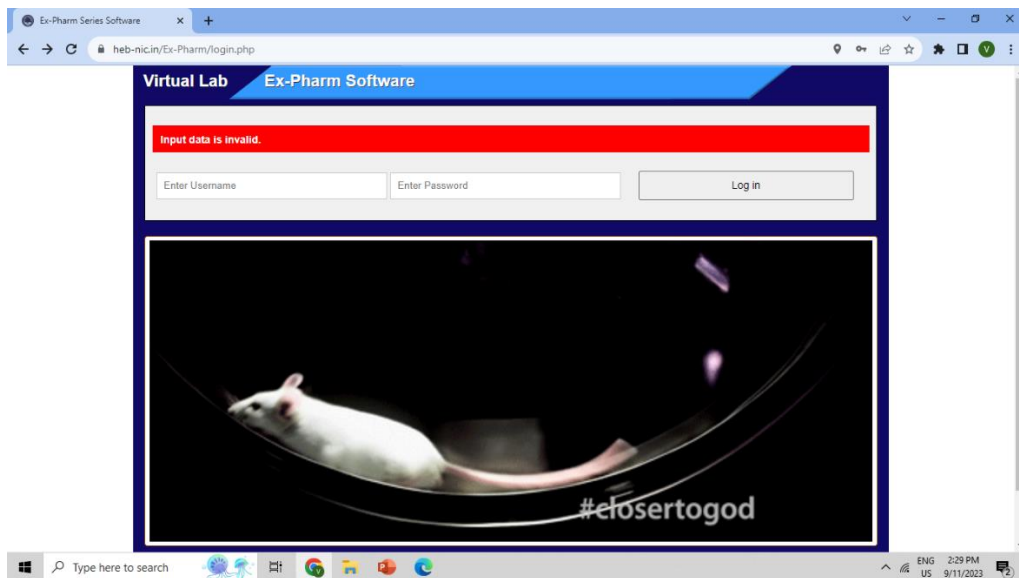 Ex-Pharm Series Software
heb-nic.in/Ex-Pharm/login.php
V
Virtual Lab Ex-Pharm Software
Input data is invalid.
Enter Username Enter Password Log in
#closertogod
Type here to search
ENG 2:29 PM
US 9/11/2023
2